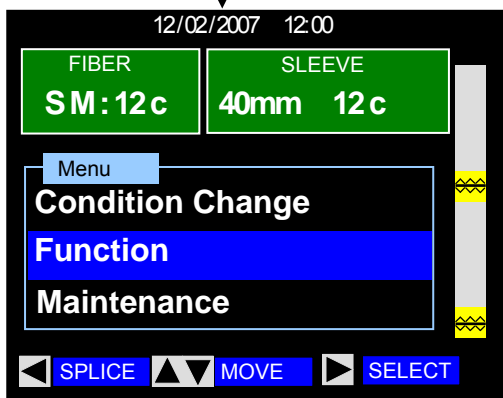 12/02/2007 12:00
FIBER
SM:12c
SLEEVE
40mm 12c
Menu
Condition Change
Function
Maintenance
SPLICE MOVE SELECT